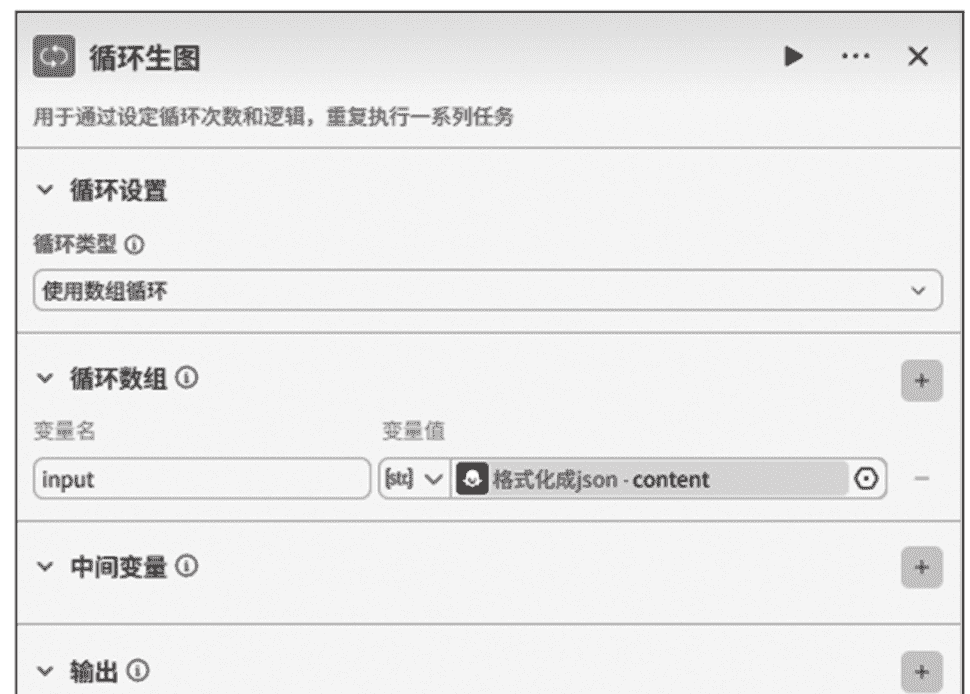 循环生图
用于通过设定循环次数和逻辑，重复执行一系列任务
循环设置
循环类型
使用数组循环
循环数组
变量名 变量值
input [str] 格式化成json - content
中间变量
输出